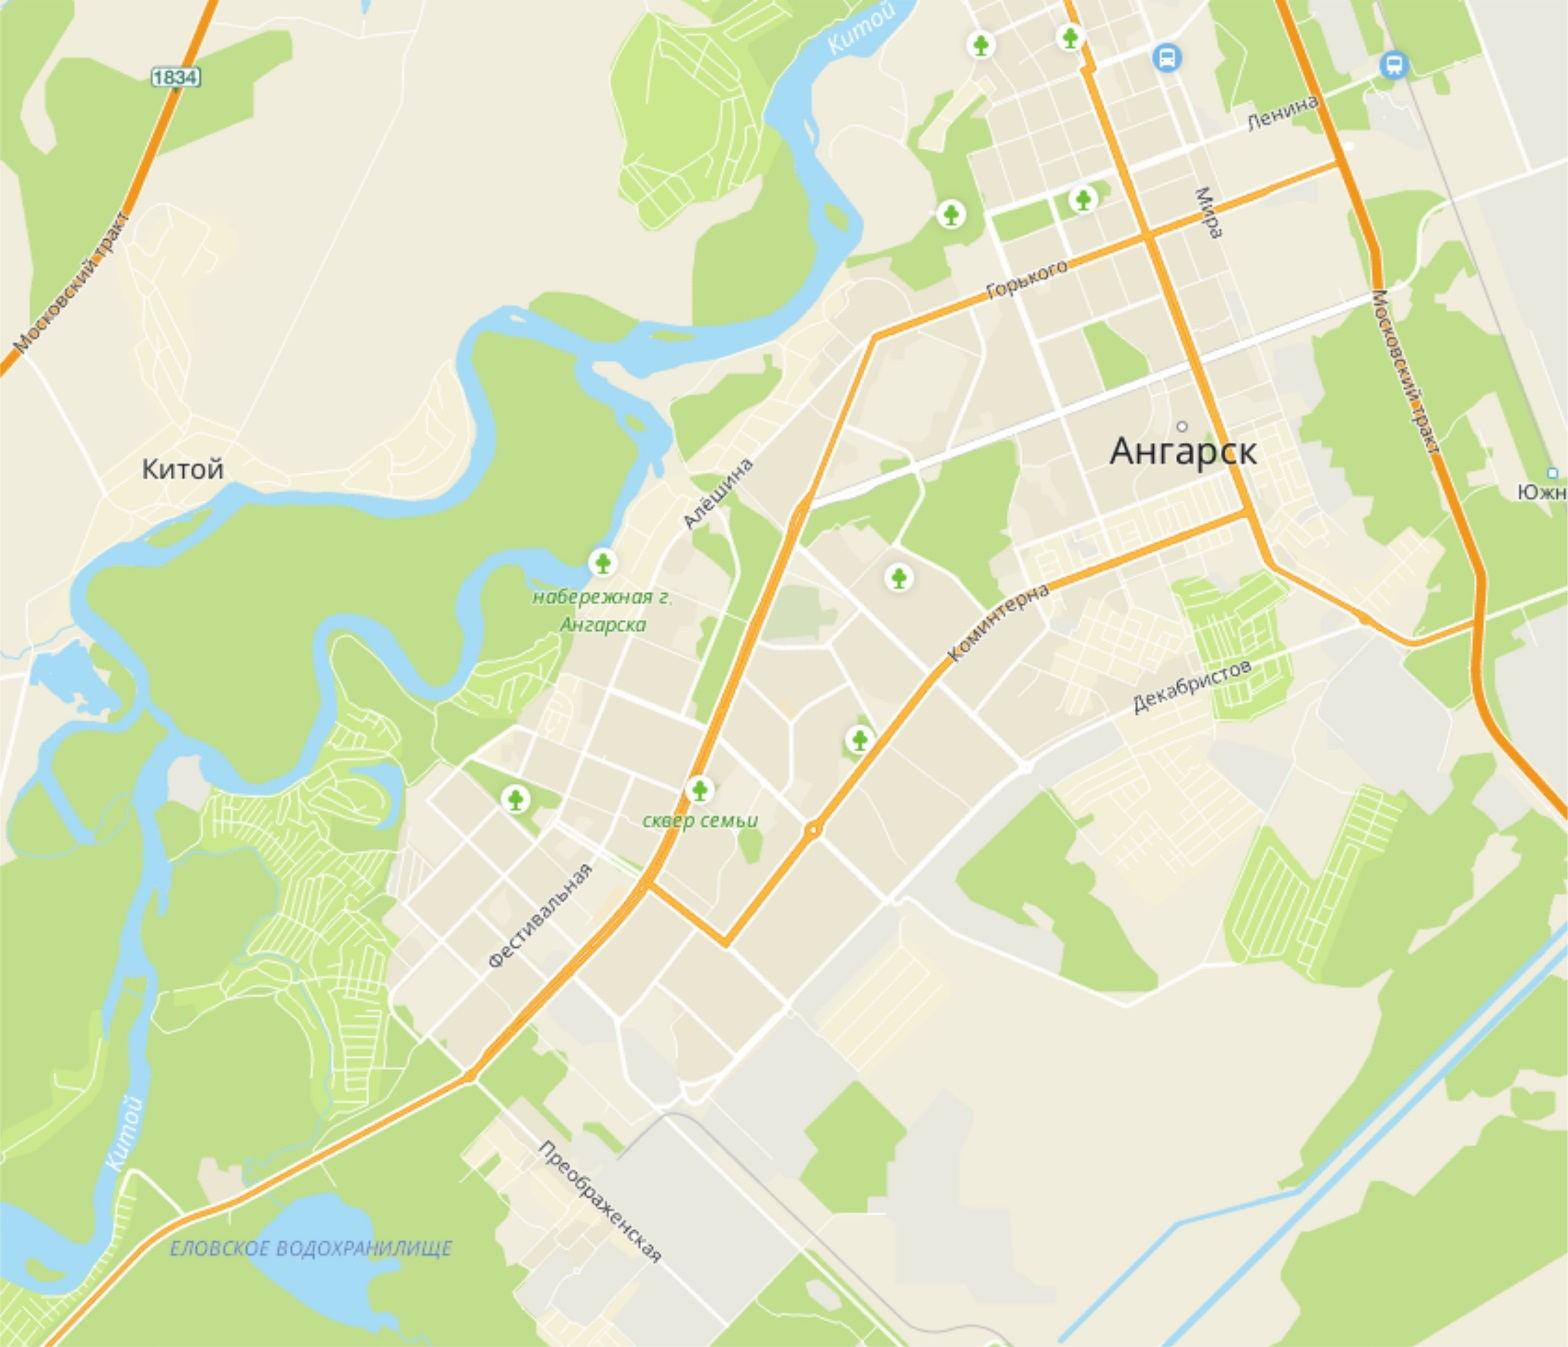 Китой
1834
Ленина
Мира
Московский тракт
Горького
Московский тракт
Ангарск
Китой
Алёшина
Южн
набережная г.
Ангарска
Коминтерна
Декабристов
сквер семьи
Фестивальная
Китой
Преображенская
ЕЛОВСКОЕ ВОДОХРАНИЛИЩЕ